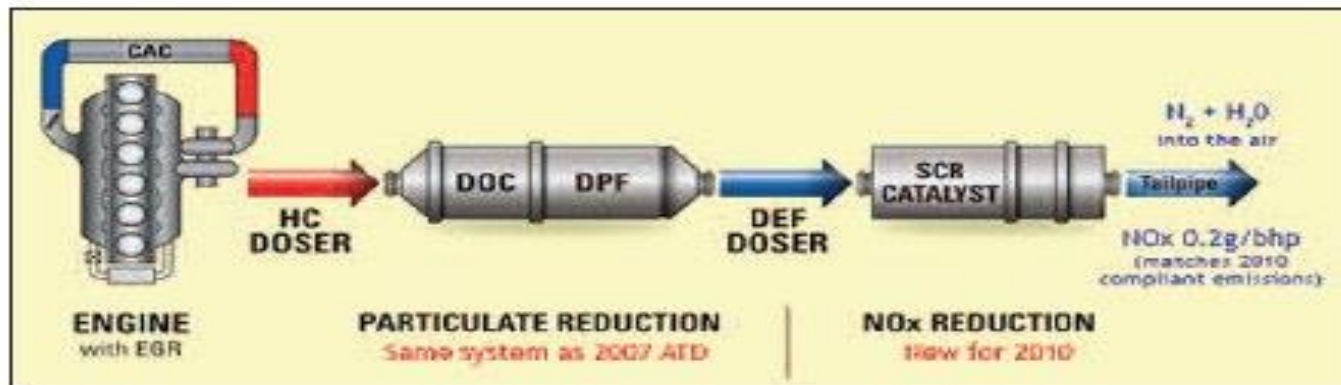 CAC
HC
DOSER
DOC
DPF
DEF
DOSER
SCR
CATALYST
N₂ + H₂O
into the air
Tailpipe
NOx 0.2g/bhp
(matches 2010
compliant emissions)
ENGINE
with EGR
PARTICULATE REDUCTION
Same system as 2007 ATD
NOx REDUCTION
New for 2010